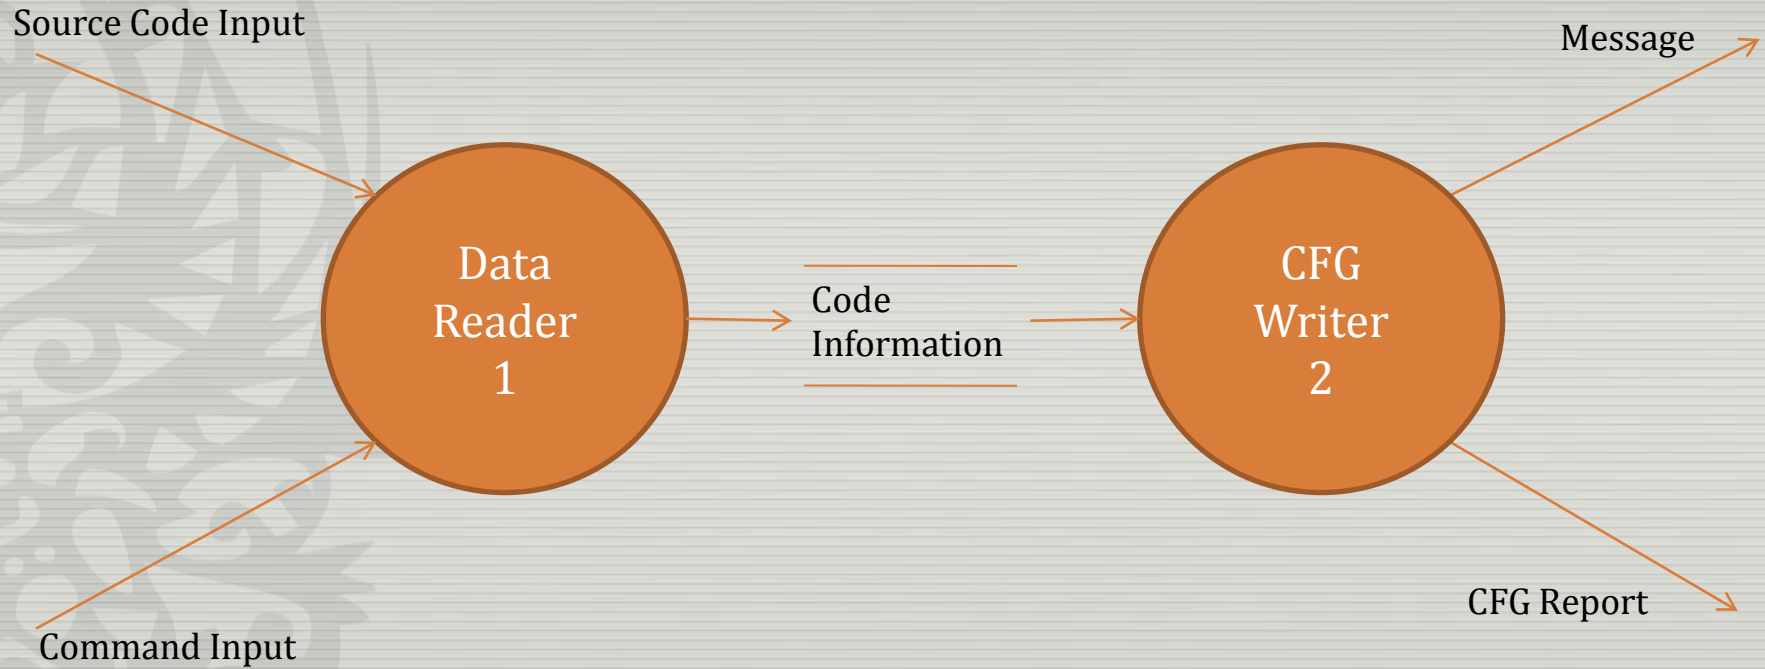 Source Code Input
Message
Data
Reader
1
Code
Information
CFG
Writer
2
CFG Report
Command Input